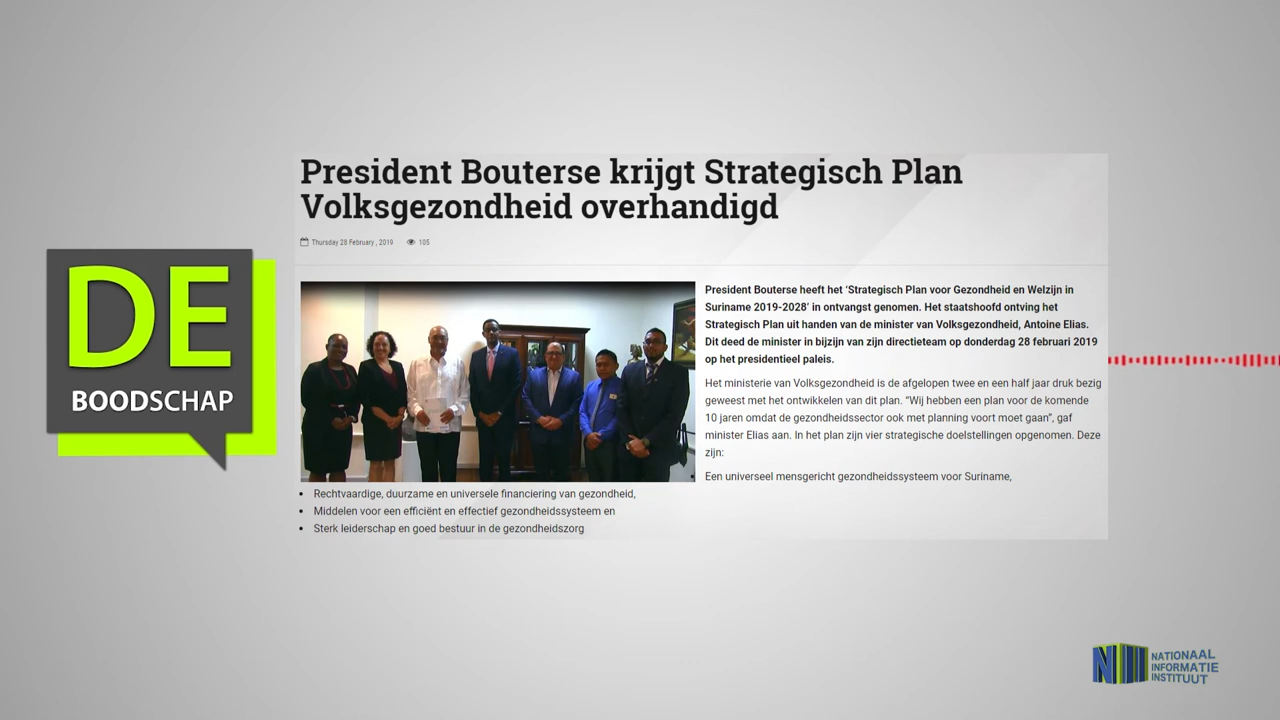 President Bouterse krijgt Strategisch Plan
Volksgezondheid overhandigd
Thursday 28 February , 2019 105
DE
BOODSCHAP
President Bouterse heeft het ‘Strategisch Plan voor Gezondheid en Welzijn in
Suriname 2019-2028’ in ontvangst genomen. Het staatshoofd ontving het
Strategisch Plan uit handen van de minister van Volksgezondheid, Antoine Elias.
Dit deed de minister in bijzijn van zijn directieteam op donderdag 28 februari 2019
op het presidentieel paleis.
Het ministerie van Volksgezondheid is de afgelopen twee en een half jaar druk bezig
geweest met het ontwikkelen van dit plan. “Wij hebben een plan voor de komende
10 jaren omdat de gezondheidssector ook met planning voort moet gaan”, gaf
minister Elias aan. In het plan zijn vier strategische doelstellingen opgenomen. Deze
zijn:
• Een universeel mensgericht gezondheidssysteem voor Suriname,
• Rechtvaardige, duurzame en universele financiering van gezondheid,
• Middelen voor een efficiënt en effectief gezondheidssysteem en
• Sterk leiderschap en goed bestuur in de gezondheidszorg
NII NATIONAAL
INFORMATIE
INSTITUUT